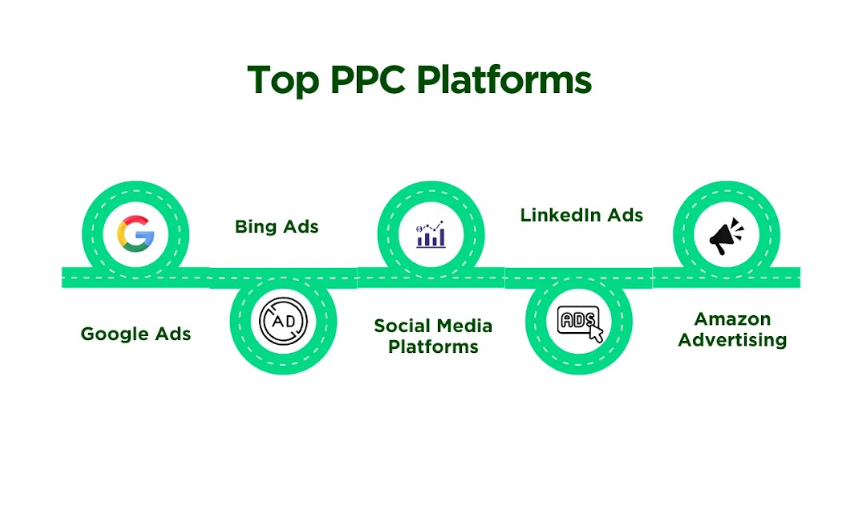 Top PPC Platforms
Bing Ads
LinkedIn Ads
AD
ADS
Google Ads
Social Media
Platforms
Amazon
Advertising